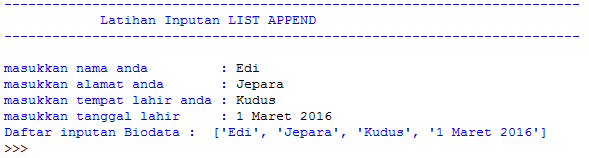 ------------------------------------------------------------------------
Latihan Inputan LIST APPEND
------------------------------------------------------------------------
masukkan nama anda         : Edi
masukkan alamat anda       : Jepara
masukkan tempat lahir anda : Kudus
masukkan tanggal lahir     : 1 Maret 2016
Daftar inputan Biodata :  ['Edi', 'Jepara', 'Kudus', '1 Maret 2016']
>>>